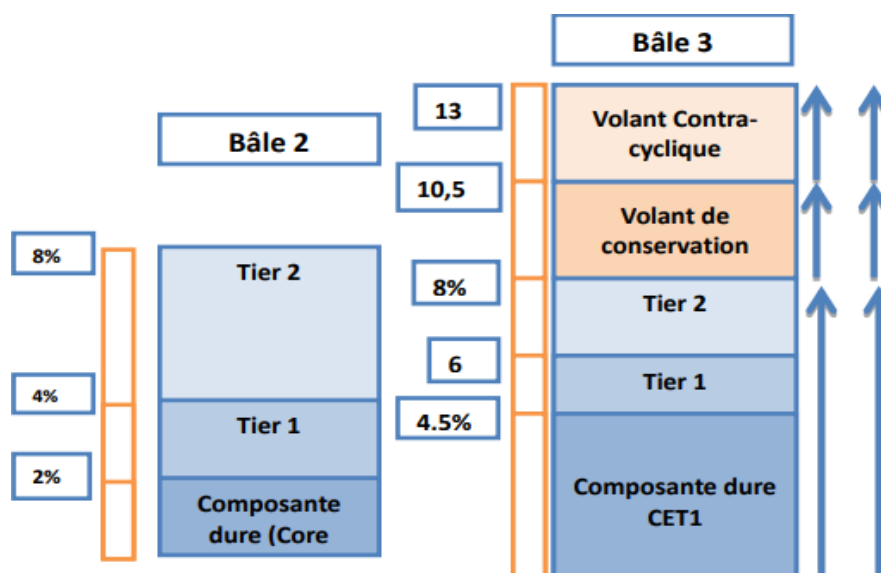 Bâle 2
8%
4%
2%
Tier 2
Tier 1
Composante
dure (Core
Bâle 3
13
10,5
8%
6
4.5%
Volant Contra-
cyclique
Volant de
conservation
Tier 2
Tier 1
Composante dure
CET1